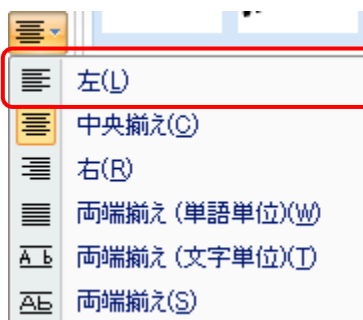 左(L)
中央揃え(C)
右(R)
両端揃え (単語単位)(W)
両端揃え (文字単位)(T)
両端揃え(S)